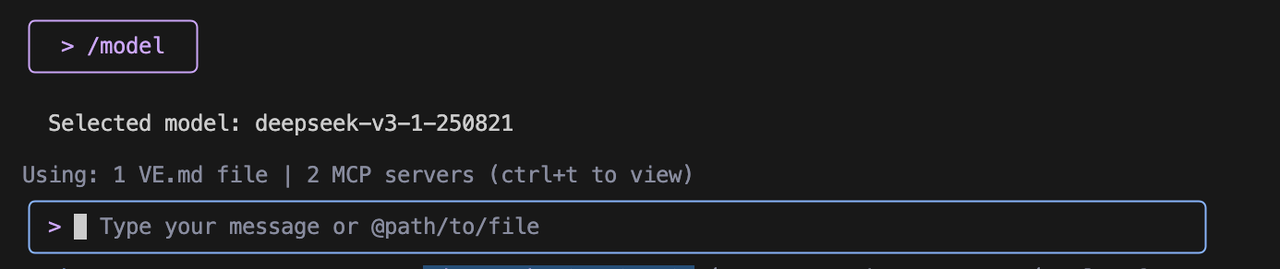 > /model
Selected model: deepseek-v3-1-250821
Using: 1 VE.md file | 2 MCP servers (ctrl+t to view)
> Type your message or @path/to/file